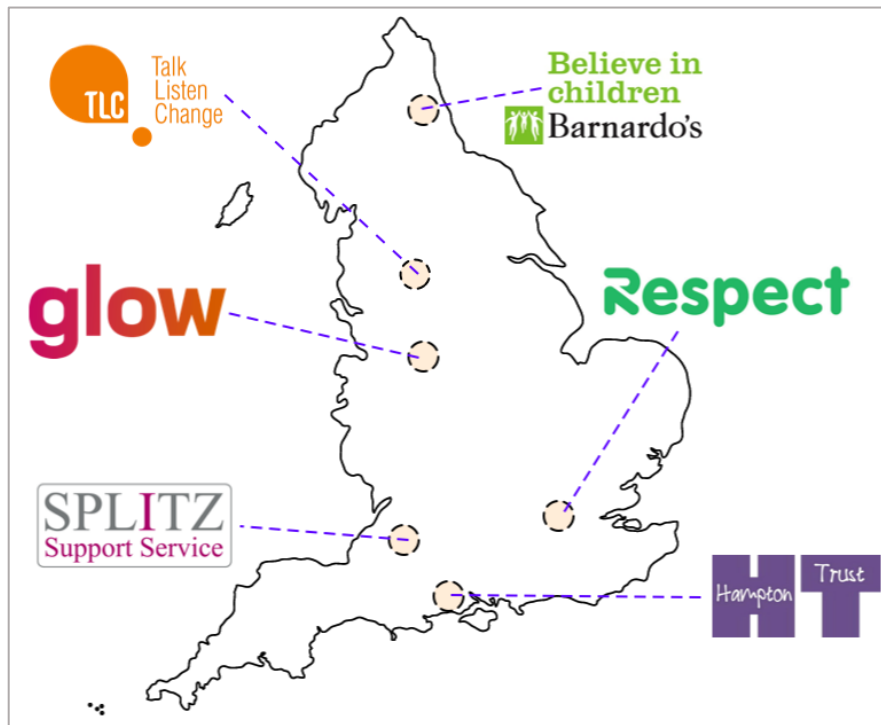 TLC
Talk
Listen
Change
Believe in
children
Barnardo's
glow
Respect
SPLITZ
Support Service
Hampton
Trust
HT